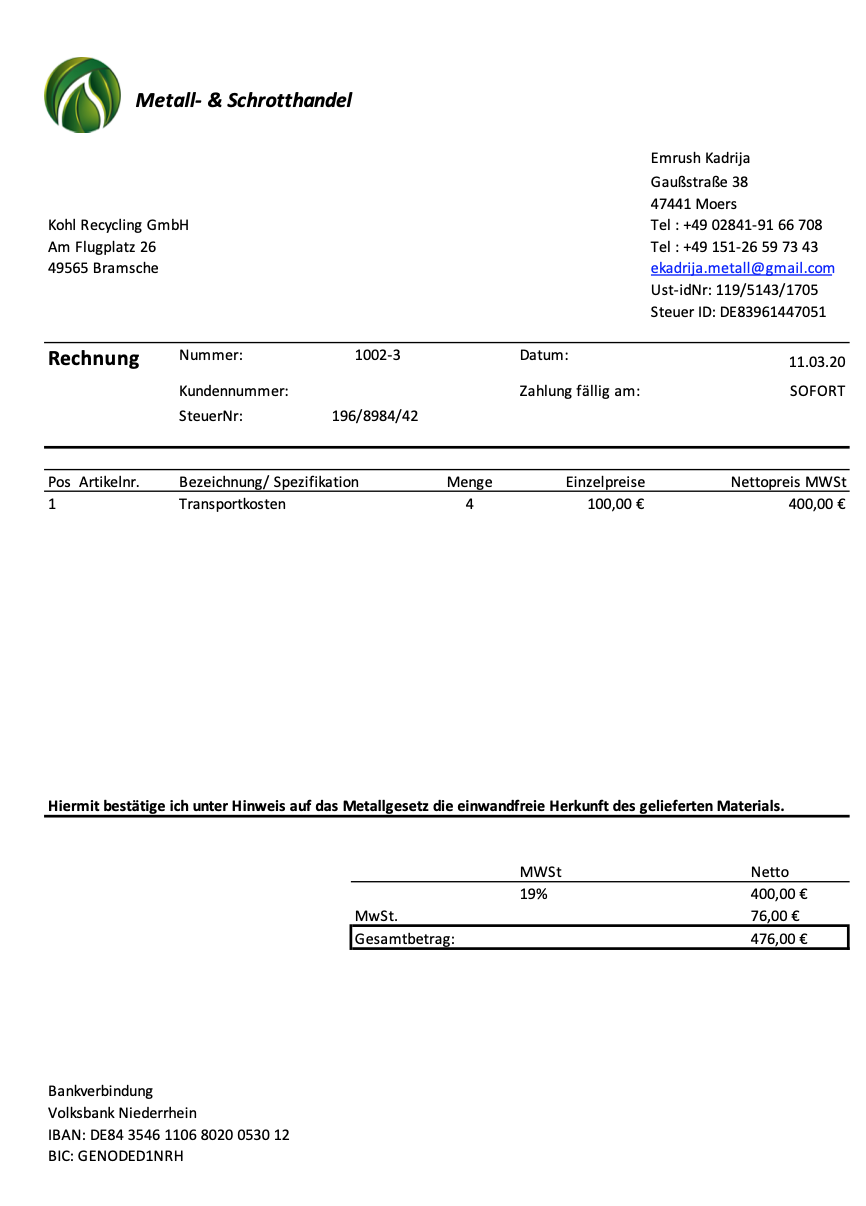 Metall- & Schrotthandel
Emrush Kadrija
Gaußstraße 38
47441 Moers
Kohl Recycling GmbH Tel : +49 02841-91 66 708
Am Flugplatz 26 Tel : +49 151-26 59 73 43
49565 Bramsche ekadrija.metall@gmail.com
Ust-idNr: 119/5143/1705
Steuer ID: DE83961447051
Rechnung Nummer: 1002-3 Datum: 11.03.20
Kundennummer: Zahlung fällig am: SOFORT
SteuerNr: 196/8984/42
Pos Artikelnr. Bezeichnung/ Spezifikation Menge Einzelpreise Nettopreis MWSt
1 Transportkosten 4 100,00 € 400,00 €
Hiermit bestätige ich unter Hinweis auf das Metallgesetz die einwandfreie Herkunft des gelieferten Materials.
MWSt Netto
19% 400,00 €
MwSt. 76,00 €
Gesamtbetrag: 476,00 €
Bankverbindung
Volksbank Niederrhein
IBAN: DE84 3546 1106 8020 0530 12
BIC: GENODED1NRH